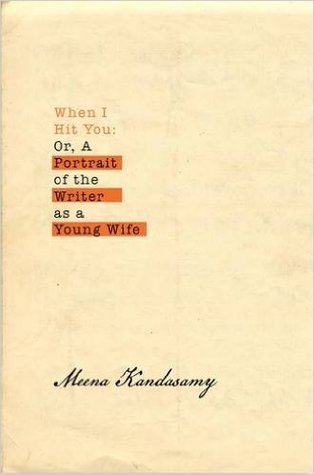 When I
Hit You:
Or, A
Portrait
of the
Writer
as a
Young Wife
Meena Kandasamy